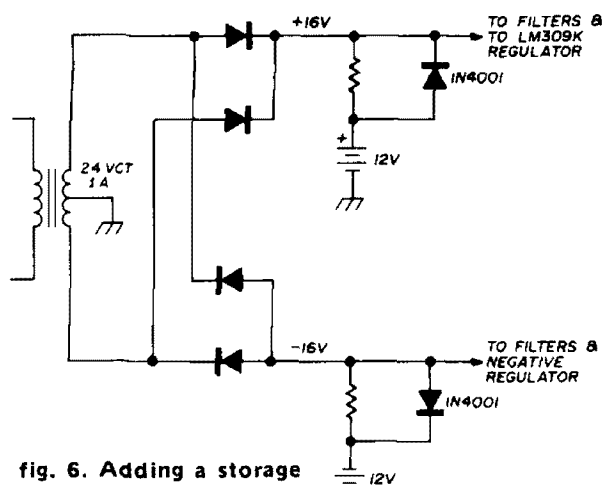 +16V
TO FILTERS &
TO LM309K
REGULATOR
1N4001
+
12V
24 VCT
1A
-16V
TO FILTERS &
NEGATIVE
REGULATOR
1N4001
12V
fig. 6. Adding a storage